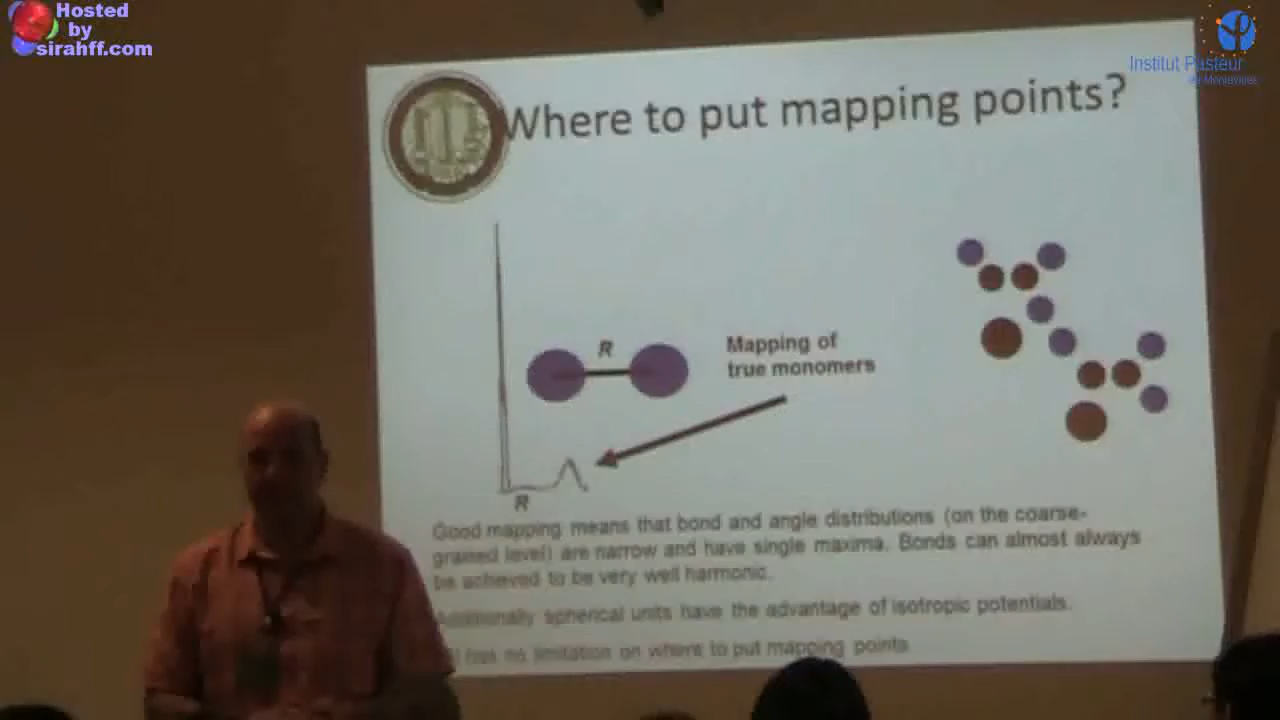 Hosted
by
sirahff.com
Institut Pasteur
de Montevideo
Where to put mapping points?
R
Mapping of
true monomers
R
Good mapping means that bond and angle distributions (on the coarse-
grained level) are narrow and have single maxima. Bonds can almost always
be achieved to be very well harmonic.
spherical units have the advantage of isotropic potentials.
has no limitation on where to put mapping points